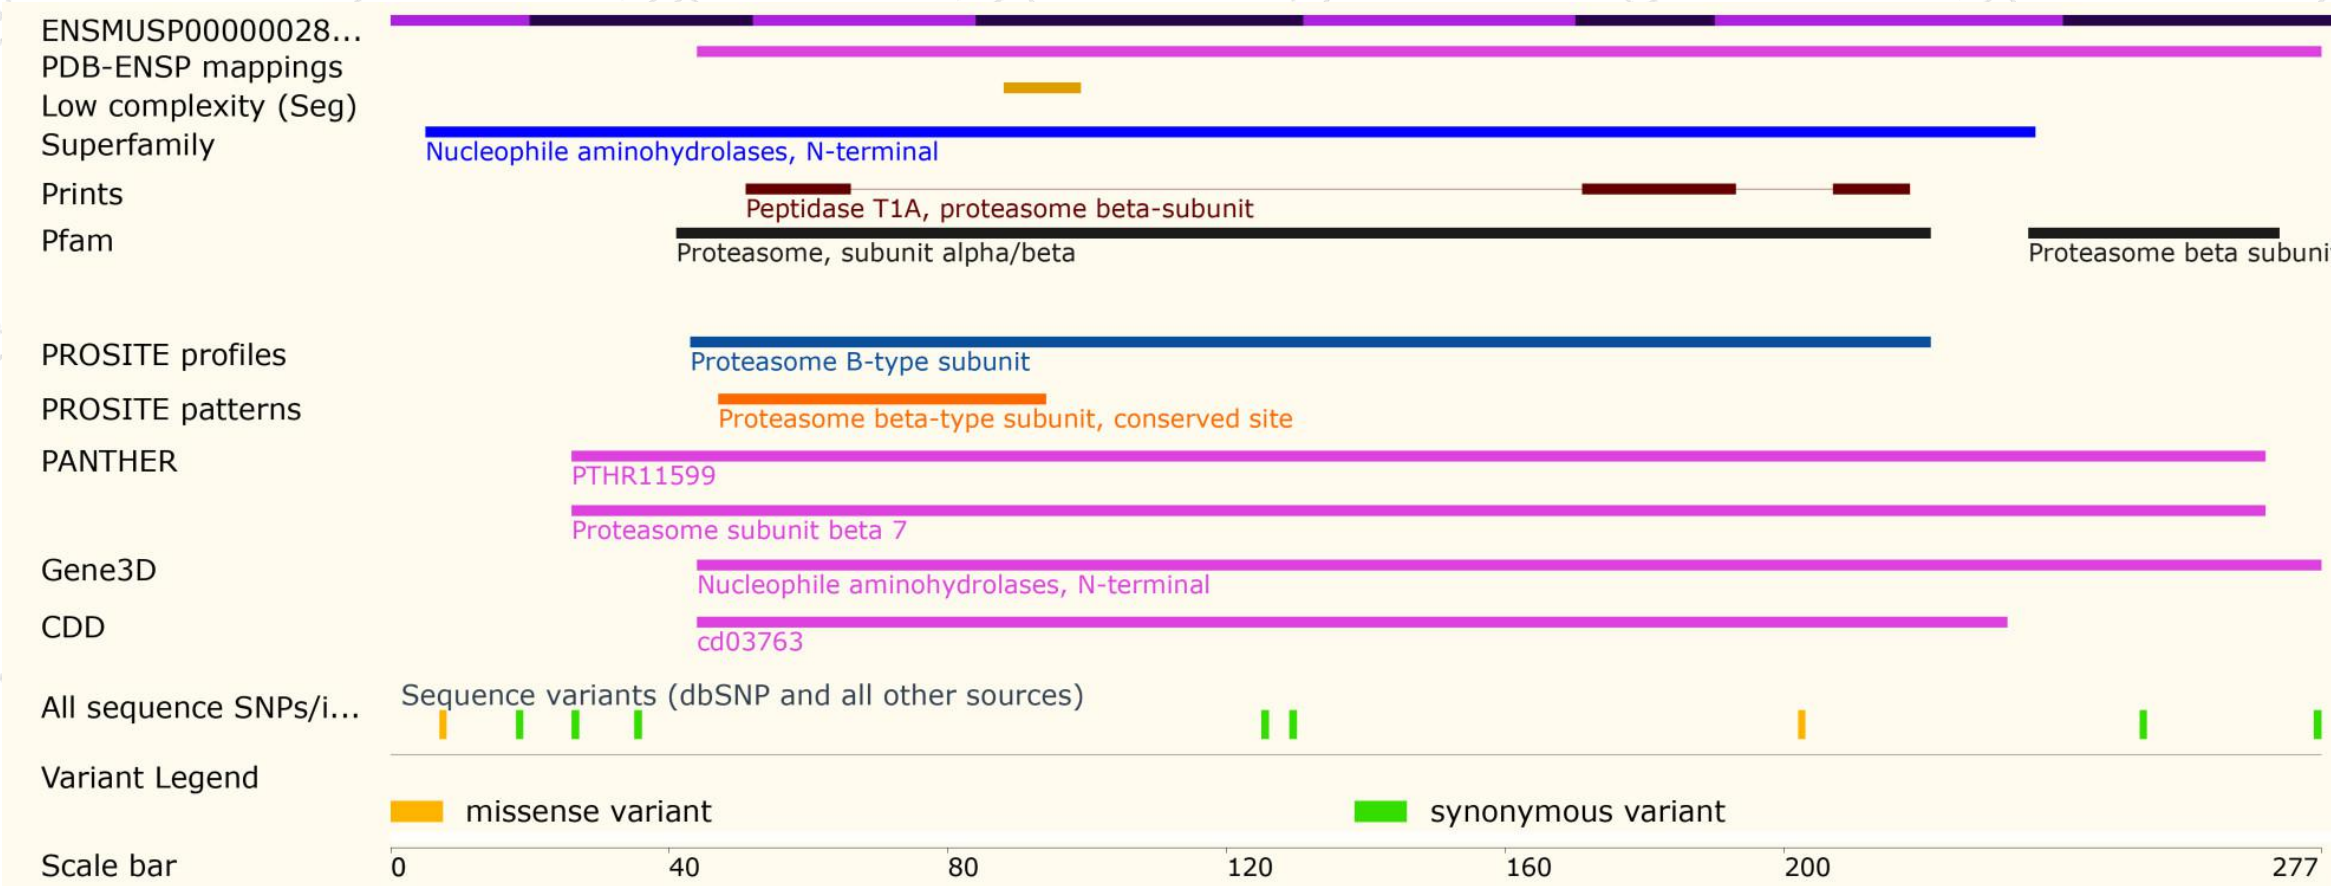 ENSMUSP00000028...
PDB-ENSP mappings
Low complexity (Seg)
Superfamily
Nucleophile aminohydrolases, N-terminal
Prints
Peptidase T1A, proteasome beta-subunit
Pfam
Proteasome, subunit alpha/beta
Proteasome beta subuni
PROSITE profiles
Proteasome B-type subunit
PROSITE patterns
Proteasome beta-type subunit, conserved site
PANTHER
PTHR11599
Proteasome subunit beta 7
Gene3D
Nucleophile aminohydrolases, N-terminal
CDD
cd03763
Sequence variants (dbSNP and all other sources)
All sequence SNPs/i...
Variant Legend
missense variant synonymous variant
Scale bar 0 40 80 120 160 200 277